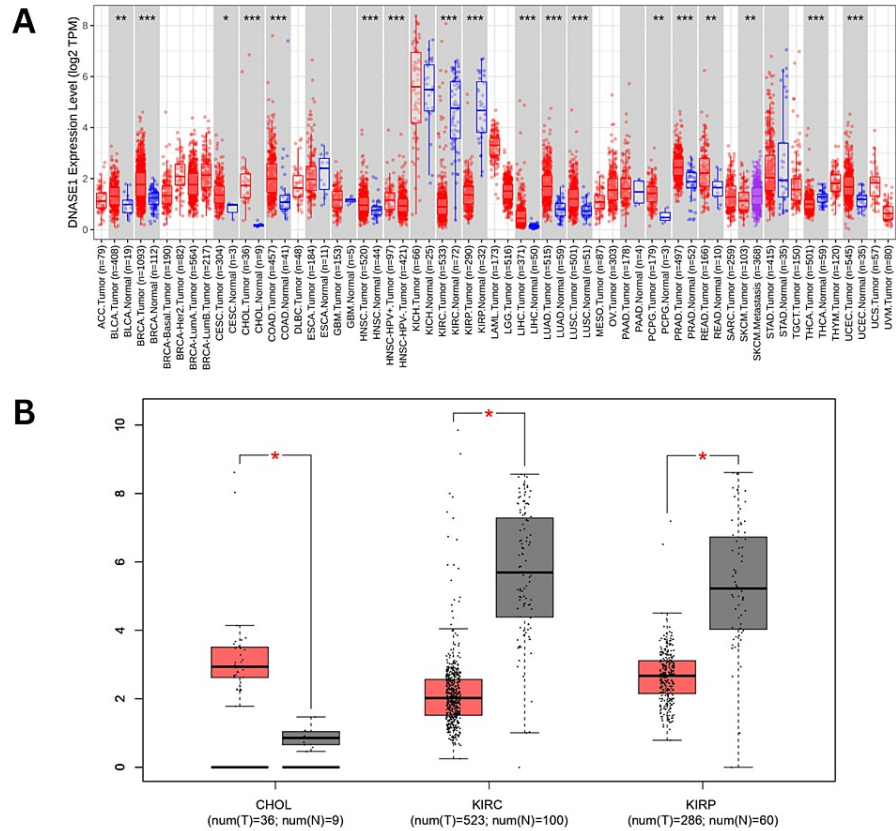 A
** *** * *** *** *** *** *** *** *** *** *** ** *** ** ** *** ***
DNASE1 Expression Level (log2 TPM)
8
6
4
2
0
ACC.Tumor (n=79)
BLCA.Tumor (n=408)
BLCA.Normal (n=19)
BRCA.Tumor (n=1093)
BRCA.Normal (n=112)
BRCA-Basal.Tumor (n=190)
BRCA-Her2.Tumor (n=82)
BRCA-LumA.Tumor (n=564)
BRCA-LumB.Tumor (n=217)
CESC.Tumor (n=304)
CESC.Normal (n=3)
CHOL.Tumor (n=36)
CHOL.Normal (n=9)
COAD.Tumor (n=457)
COAD.Normal (n=41)
DLBC.Tumor (n=48)
ESCA.Tumor (n=184)
ESCA.Normal (n=11)
GBM.Tumor (n=153)
GBM.Normal (n=5)
HNSC.Tumor (n=520)
HNSC.Normal (n=44)
HNSC-HPV+.Tumor (n=97)
HNSC-HPV-.Tumor (n=421)
KICH.Tumor (n=66)
KICH.Normal (n=25)
KIRC.Tumor (n=533)
KIRC.Normal (n=72)
KIRP.Tumor (n=290)
KIRP.Normal (n=32)
LAML.Tumor (n=173)
LGG.Tumor (n=516)
LIHC.Tumor (n=371)
LIHC.Normal (n=50)
LUAD.Tumor (n=515)
LUAD.Normal (n=59)
LUSC.Tumor (n=501)
LUSC.Normal (n=51)
MESO.Tumor (n=87)
OV.Tumor (n=303)
PAAD.Tumor (n=178)
PAAD.Normal (n=4)
PCPG.Tumor (n=179)
PCPG.Normal (n=3)
PRAD.Tumor (n=497)
PRAD.Normal (n=52)
READ.Tumor (n=166)
READ.Normal (n=10)
SARC.Tumor (n=259)
SKCM.Tumor (n=103)
SKCM.Metastasis (n=368)
STAD.Tumor (n=415)
STAD.Normal (n=35)
TGCT.Tumor (n=150)
THCA.Tumor (n=501)
THCA.Normal (n=59)
THYM.Tumor (n=120)
UCEC.Tumor (n=545)
UCEC.Normal (n=35)
UCS.Tumor (n=57)
UVM.Tumor (n=80)
B
* * *
10
8
6
4
2
0
CHOL
(num(T)=36; num(N)=9)
KIRC
(num(T)=523; num(N)=100)
KIRP
(num(T)=286; num(N)=60)